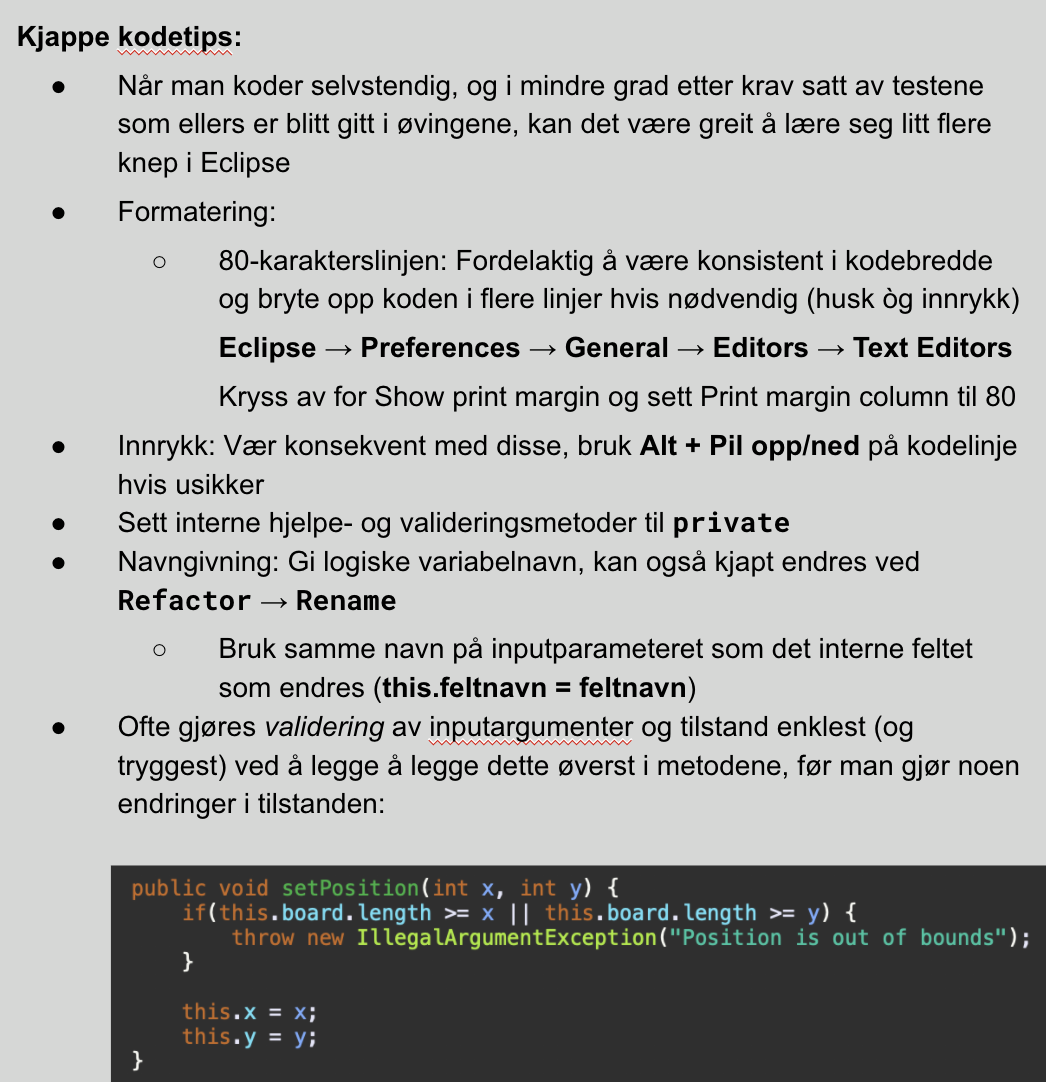 Kjappe kodetips:
● Når man koder selvstendig, og i mindre grad etter krav satt av testene
som ellers er blitt gitt i øvingene, kan det være greit å lære seg litt flere
knep i Eclipse
● Formatering:
○ 80-karakterslinjen: Fordelaktig å være konsistent i kodebredde
og bryte opp koden i flere linjer hvis nødvendig (husk òg innrykk)
Eclipse → Preferences → General → Editors → Text Editors
Kryss av for Show print margin og sett Print margin column til 80
● Innrykk: Vær konsekvent med disse, bruk Alt + Pil opp/ned på kodelinje
hvis usikker
● Sett interne hjelpe- og valideringsmetoder til private
● Navngivning: Gi logiske variabelnavn, kan også kjapt endres ved
Refactor → Rename
○ Bruk samme navn på inputparameteret som det interne feltet
som endres (this.feltnavn = feltnavn)
● Ofte gjøres validering av inputargumenter og tilstand enklest (og
tryggest) ved å legge å legge dette øverst i metodene, før man gjør noen
endringer i tilstanden:
public void setPosition(int x, int y) {
    if(this.board.length >= x || this.board.length >= y) {
        throw new IllegalArgumentException("Position is out of bounds");
    }
    this.x = x;
    this.y = y;
}